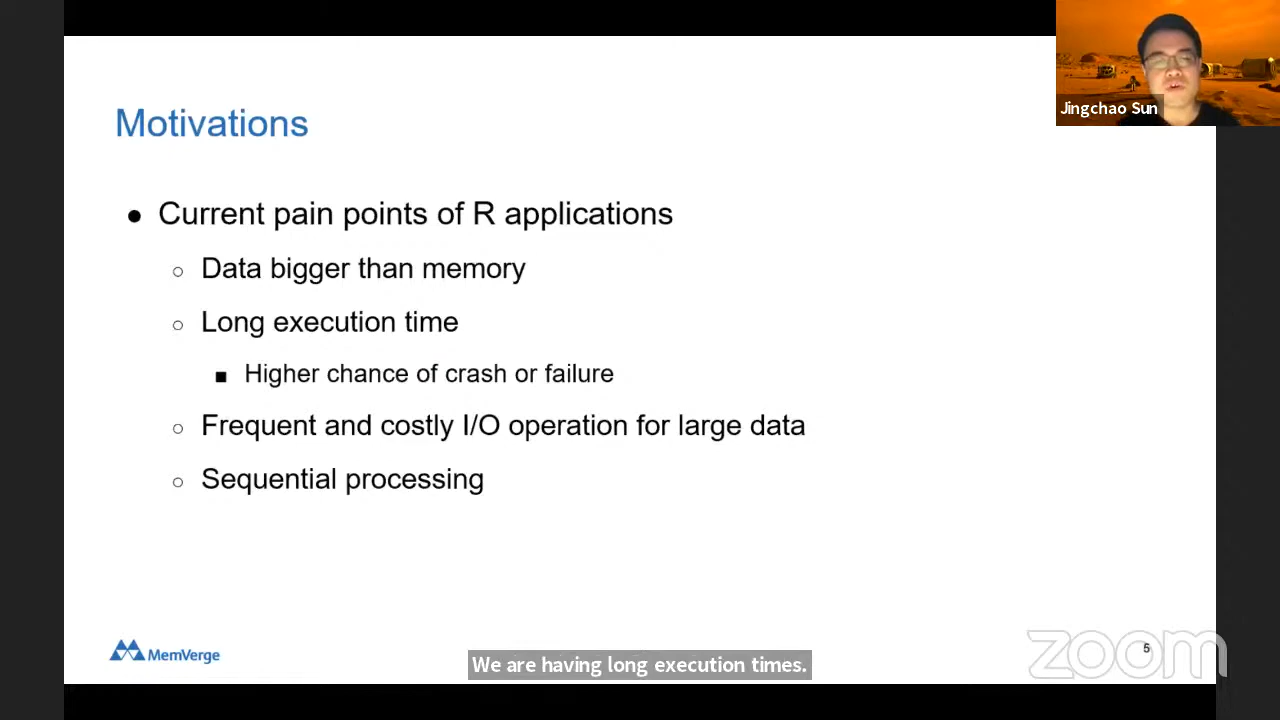 Jingchao Sun
Motivations
● Current pain points of R applications
○ Data bigger than memory
○ Long execution time
■ Higher chance of crash or failure
○ Frequent and costly I/O operation for large data
○ Sequential processing
MemVerge
We are having long execution times.
zoom
5